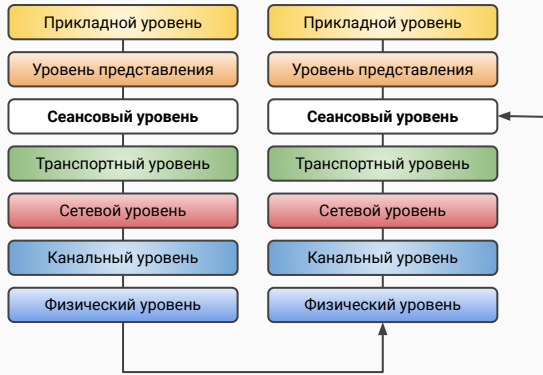 Прикладной уровень
Уровень представления
Сеансовый уровень
Транспортный уровень
Сетевой уровень
Канальный уровень
Физический уровень
Прикладной уровень
Уровень представления
Сеансовый уровень
Транспортный уровень
Сетевой уровень
Канальный уровень
Физический уровень